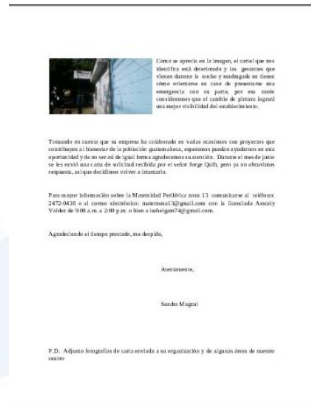 Como se aprecia en la imagen, el cartel que nos
identifica está deteriorado y las gestantes que
vienen durante la noche y madrugada no tienen
cómo orientarse en caso de presentarse una
emergencia con su parto, por esa razón
consideramos que el cambio de pintura logrará
una mayor visibilidad del establecimiento.
Tomando en cuenta que su empresa ha colaborado en varias ocasiones con proyectos que
contribuyen al bienestar de la población guatemalteca, esperamos puedan ayudarnos en esta
oportunidad y de no ser así de igual forma agradecemos su atención. Durante el mes de junio
se les envió una carta de solicitud recibida por el señor Jorge Quib, pero ya no obtuvimos
respuesta, así que decidimos volver a intentarlo.
Para mayor información sobre la Maternidad Periférica zona 13 comunicarse al teléfono:
2472-0438 o al correo electrónico: maternona13@gmail.com con la licenciada Aracely
Valdez de 9:00 a.m. a 2:00 p.m. o bien a
Agradeciendo el tiempo prestado, me despido,
Atentamente,
Sandra Magzul
P.D. Adjunto fotografías de carta enviada a su organización y de algunas áreas de nuestro
centro